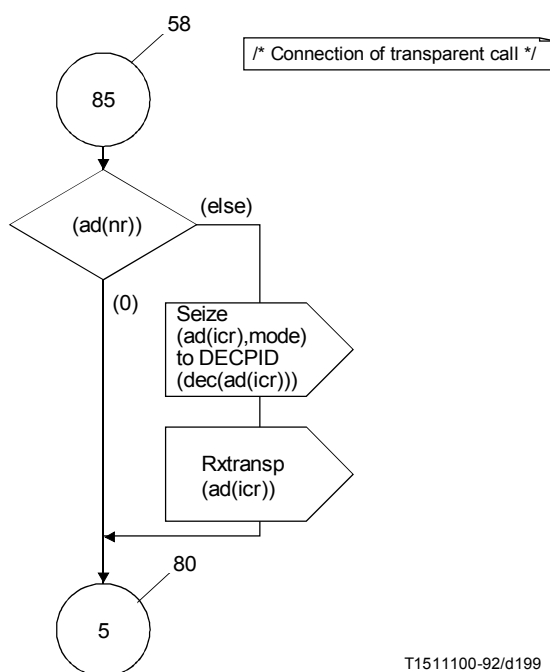 58
/* Connection of transparent call */
85
(ad(nr))
(else)
(0)
Seize
(ad(icr),mode)
to DECPID
(dec(ad(icr)))
Rxtransp
(ad(icr))
80
5
T1511100-92/d199